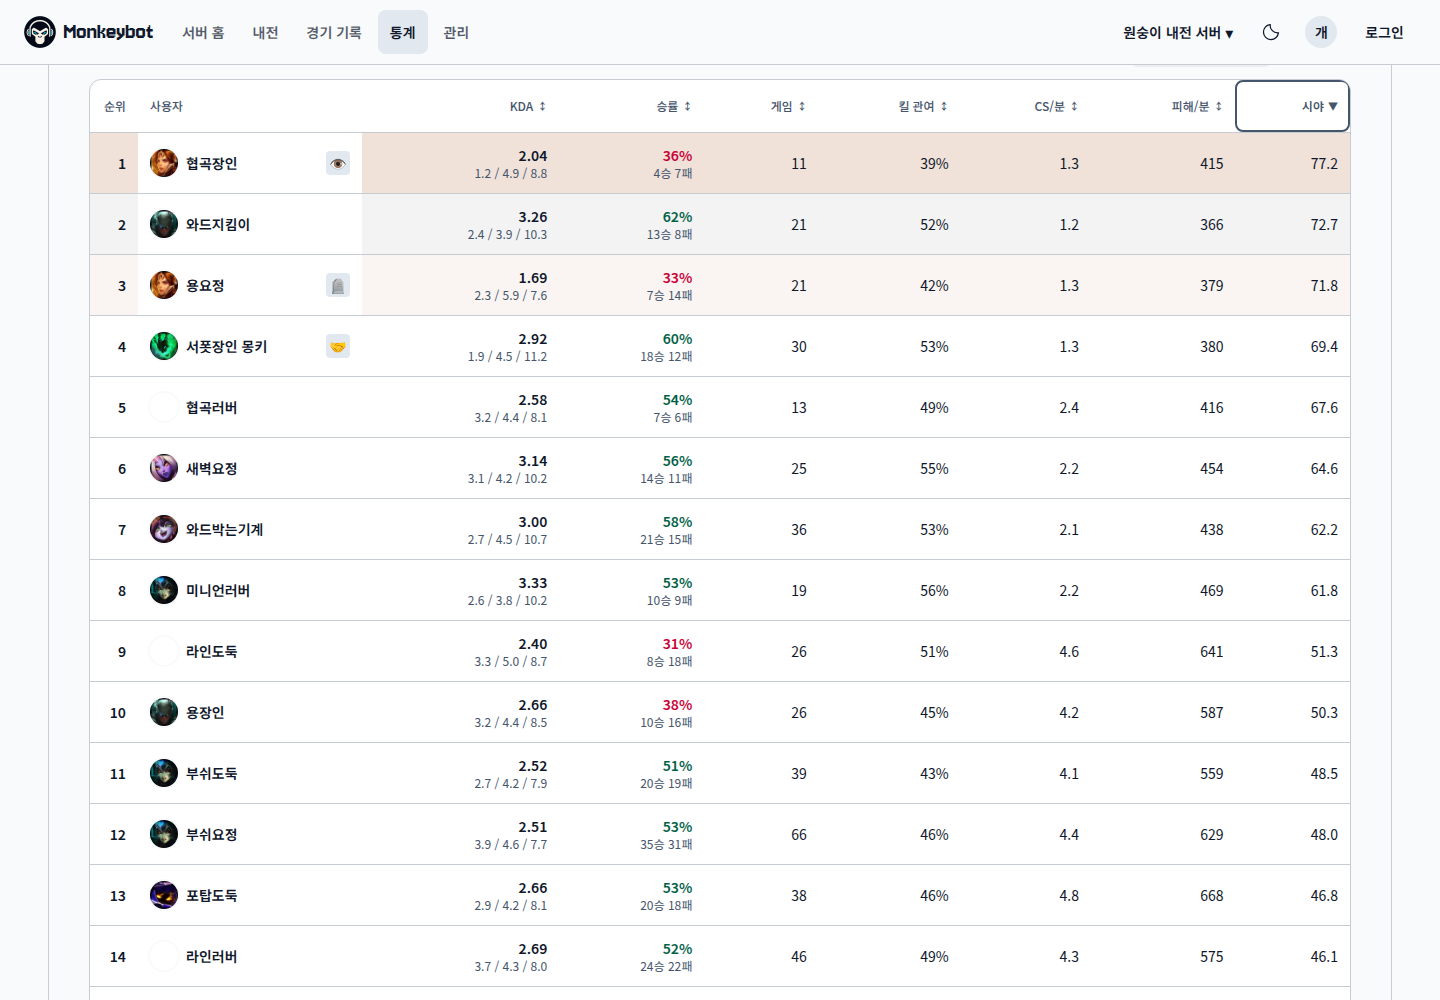 Monkeybot 서버 홈 내전 경기 기록 통계 관리 원숭이 내전 서버 ▼ 개 로그인
순위 사용자 KDA ↕ 승률 ↕ 게임 ↕ 킬 관여 ↕ CS/분 ↕ 피해/분 ↕ 시야 ▼
1 협곡장인 2.04 36% 11 39% 1.3 415 77.2
1.2 / 4.9 / 8.8 4승 7패
2 와드지킴이 3.26 62% 21 52% 1.2 366 72.7
2.4 / 3.9 / 10.3 13승 8패
3 용요정 1.69 33% 21 42% 1.3 379 71.8
2.3 / 5.9 / 7.6 7승 14패
4 서폿장인 몽키 2.92 60% 30 53% 1.3 380 69.4
1.9 / 4.5 / 11.2 18승 12패
5 협곡러버 2.58 54% 13 49% 2.4 416 67.6
3.2 / 4.4 / 8.1 7승 6패
6 새벽요정 3.14 56% 25 55% 2.2 454 64.6
3.1 / 4.2 / 10.2 14승 11패
7 와드박는기계 3.00 58% 36 53% 2.1 438 62.2
2.7 / 4.5 / 10.7 21승 15패
8 미니언러버 3.33 53% 19 56% 2.2 469 61.8
2.6 / 3.8 / 10.2 10승 9패
9 라인도둑 2.40 31% 26 51% 4.6 641 51.3
3.3 / 5.0 / 8.7 8승 18패
10 용장인 2.66 38% 26 45% 4.2 587 50.3
3.2 / 4.4 / 8.5 10승 16패
11 부쉬도둑 2.52 51% 39 43% 4.1 559 48.5
2.7 / 4.2 / 7.9 20승 19패
12 부쉬요정 2.51 53% 66 46% 4.4 629 48.0
3.9 / 4.6 / 7.7 35승 31패
13 포탑도둑 2.66 53% 38 46% 4.8 668 46.8
2.9 / 4.2 / 8.1 20승 18패
14 라인러버 2.69 52% 46 49% 4.3 575 46.1
3.7 / 4.3 / 8.0 24승 22패